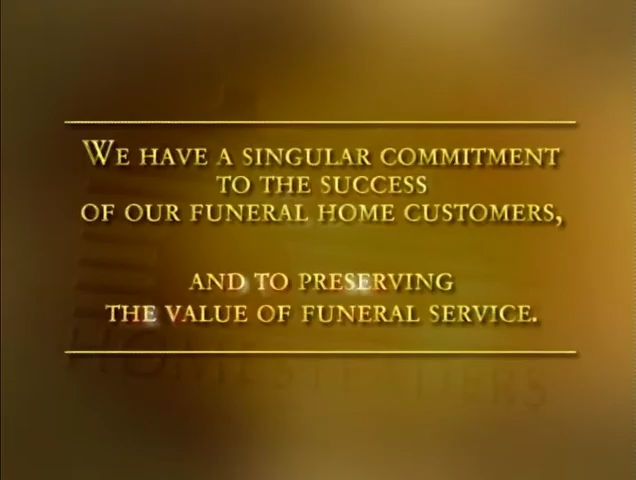 WE HAVE A SINGULAR COMMITMENT
TO THE SUCCESS
OF OUR FUNERAL HOME CUSTOMERS,
AND TO PRESERVING
THE VALUE OF FUNERAL SERVICE.
HOMESTEADERS